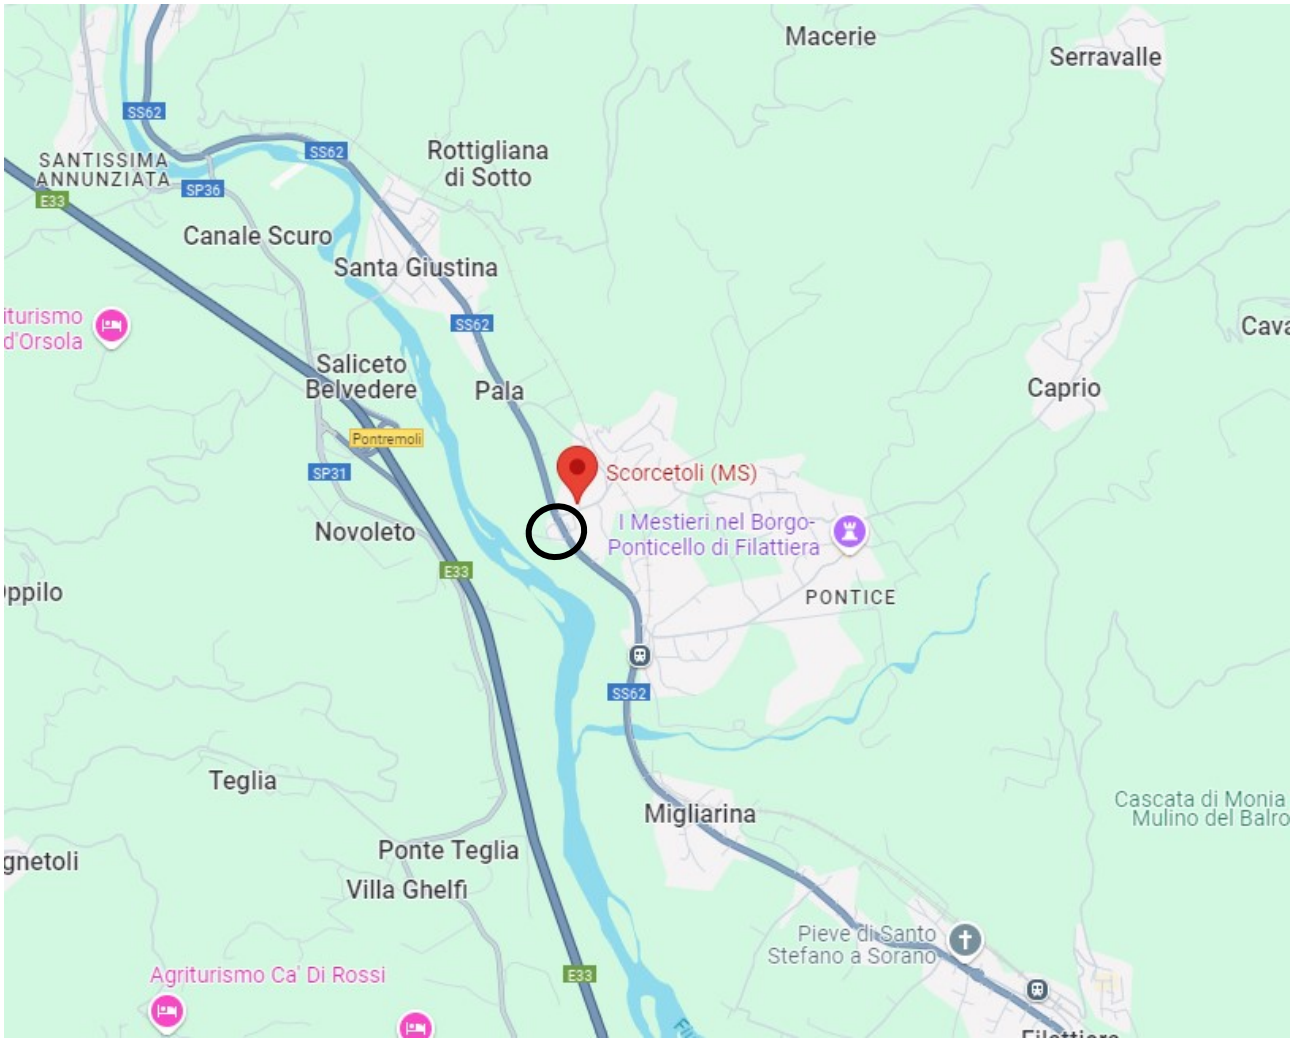 Macerie
Serravalle
SS62
SS62
Rottigliana
di Sotto
SANTISSIMA
ANNUNZIATA
SP36
E33
Canale Scuro
Santa Giustina
iturismo
d'Orsola
SS62
Cava
Saliceto
Belvedere
Pala
Caprio
Pontremoli
SP31
Scorcetoli (MS)
Novoleto
I Mestieri nel Borgo-
Ponticello di Filattiera
E33
ppilo
PONTICE
SS62
Teglia
Migliarina
Cascata di Monia
Mulino del Balro
Ponte Teglia
gnetoli
Villa Ghelfi
Pieve di Santo
Stefano a Sorano
Agriturismo Ca' Di Rossi
E33
Filattiera